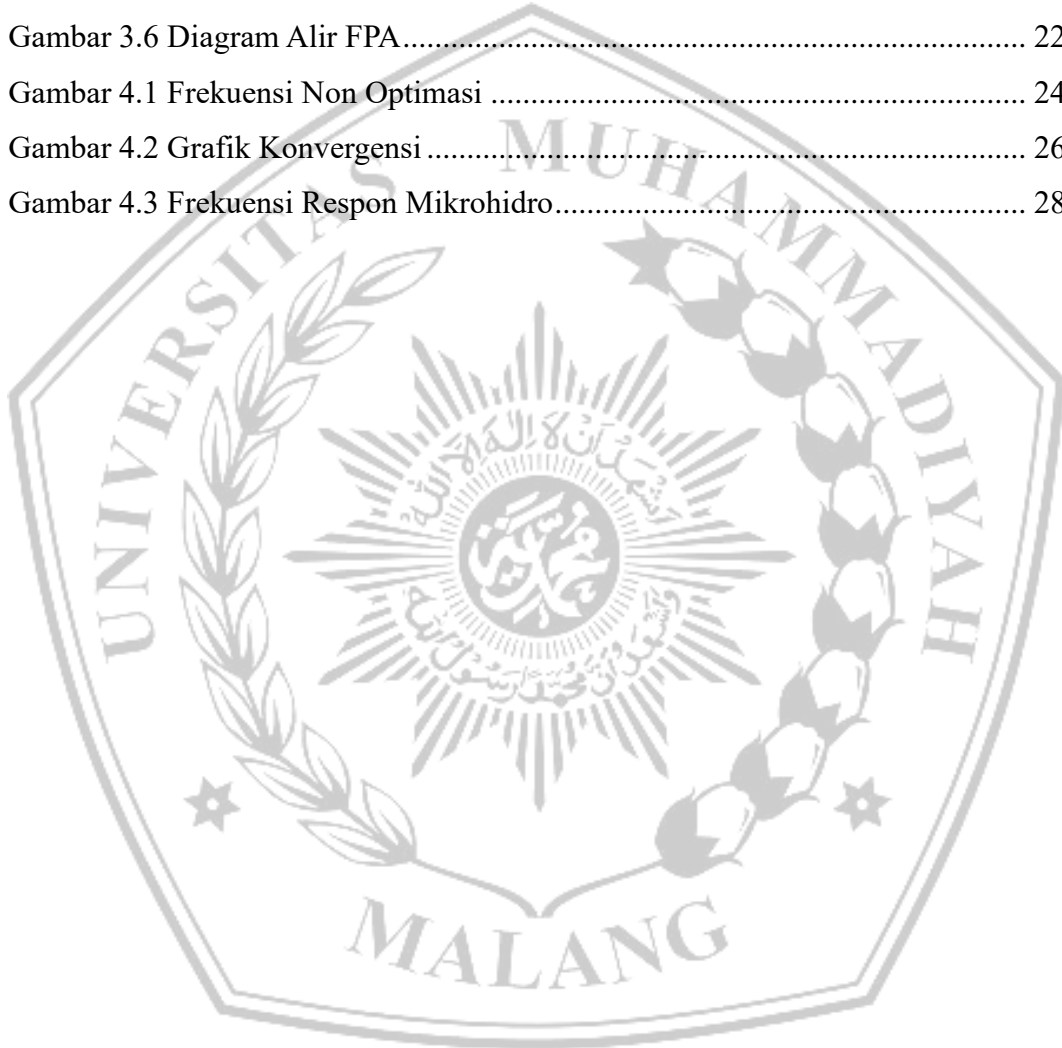 Gambar 3.6 Diagram Alir FPA.......................................................................................... 22
Gambar 4.1 Frekuensi Non Optimasi ............................................................................. 24
Gambar 4.2 Grafik Konvergensi ...................................................................................... 26
Gambar 4.3 Frekuensi Respon Mikrohidro.................................................................... 28
UNIVERSITAS MUHAMMADIYAH
MALANG